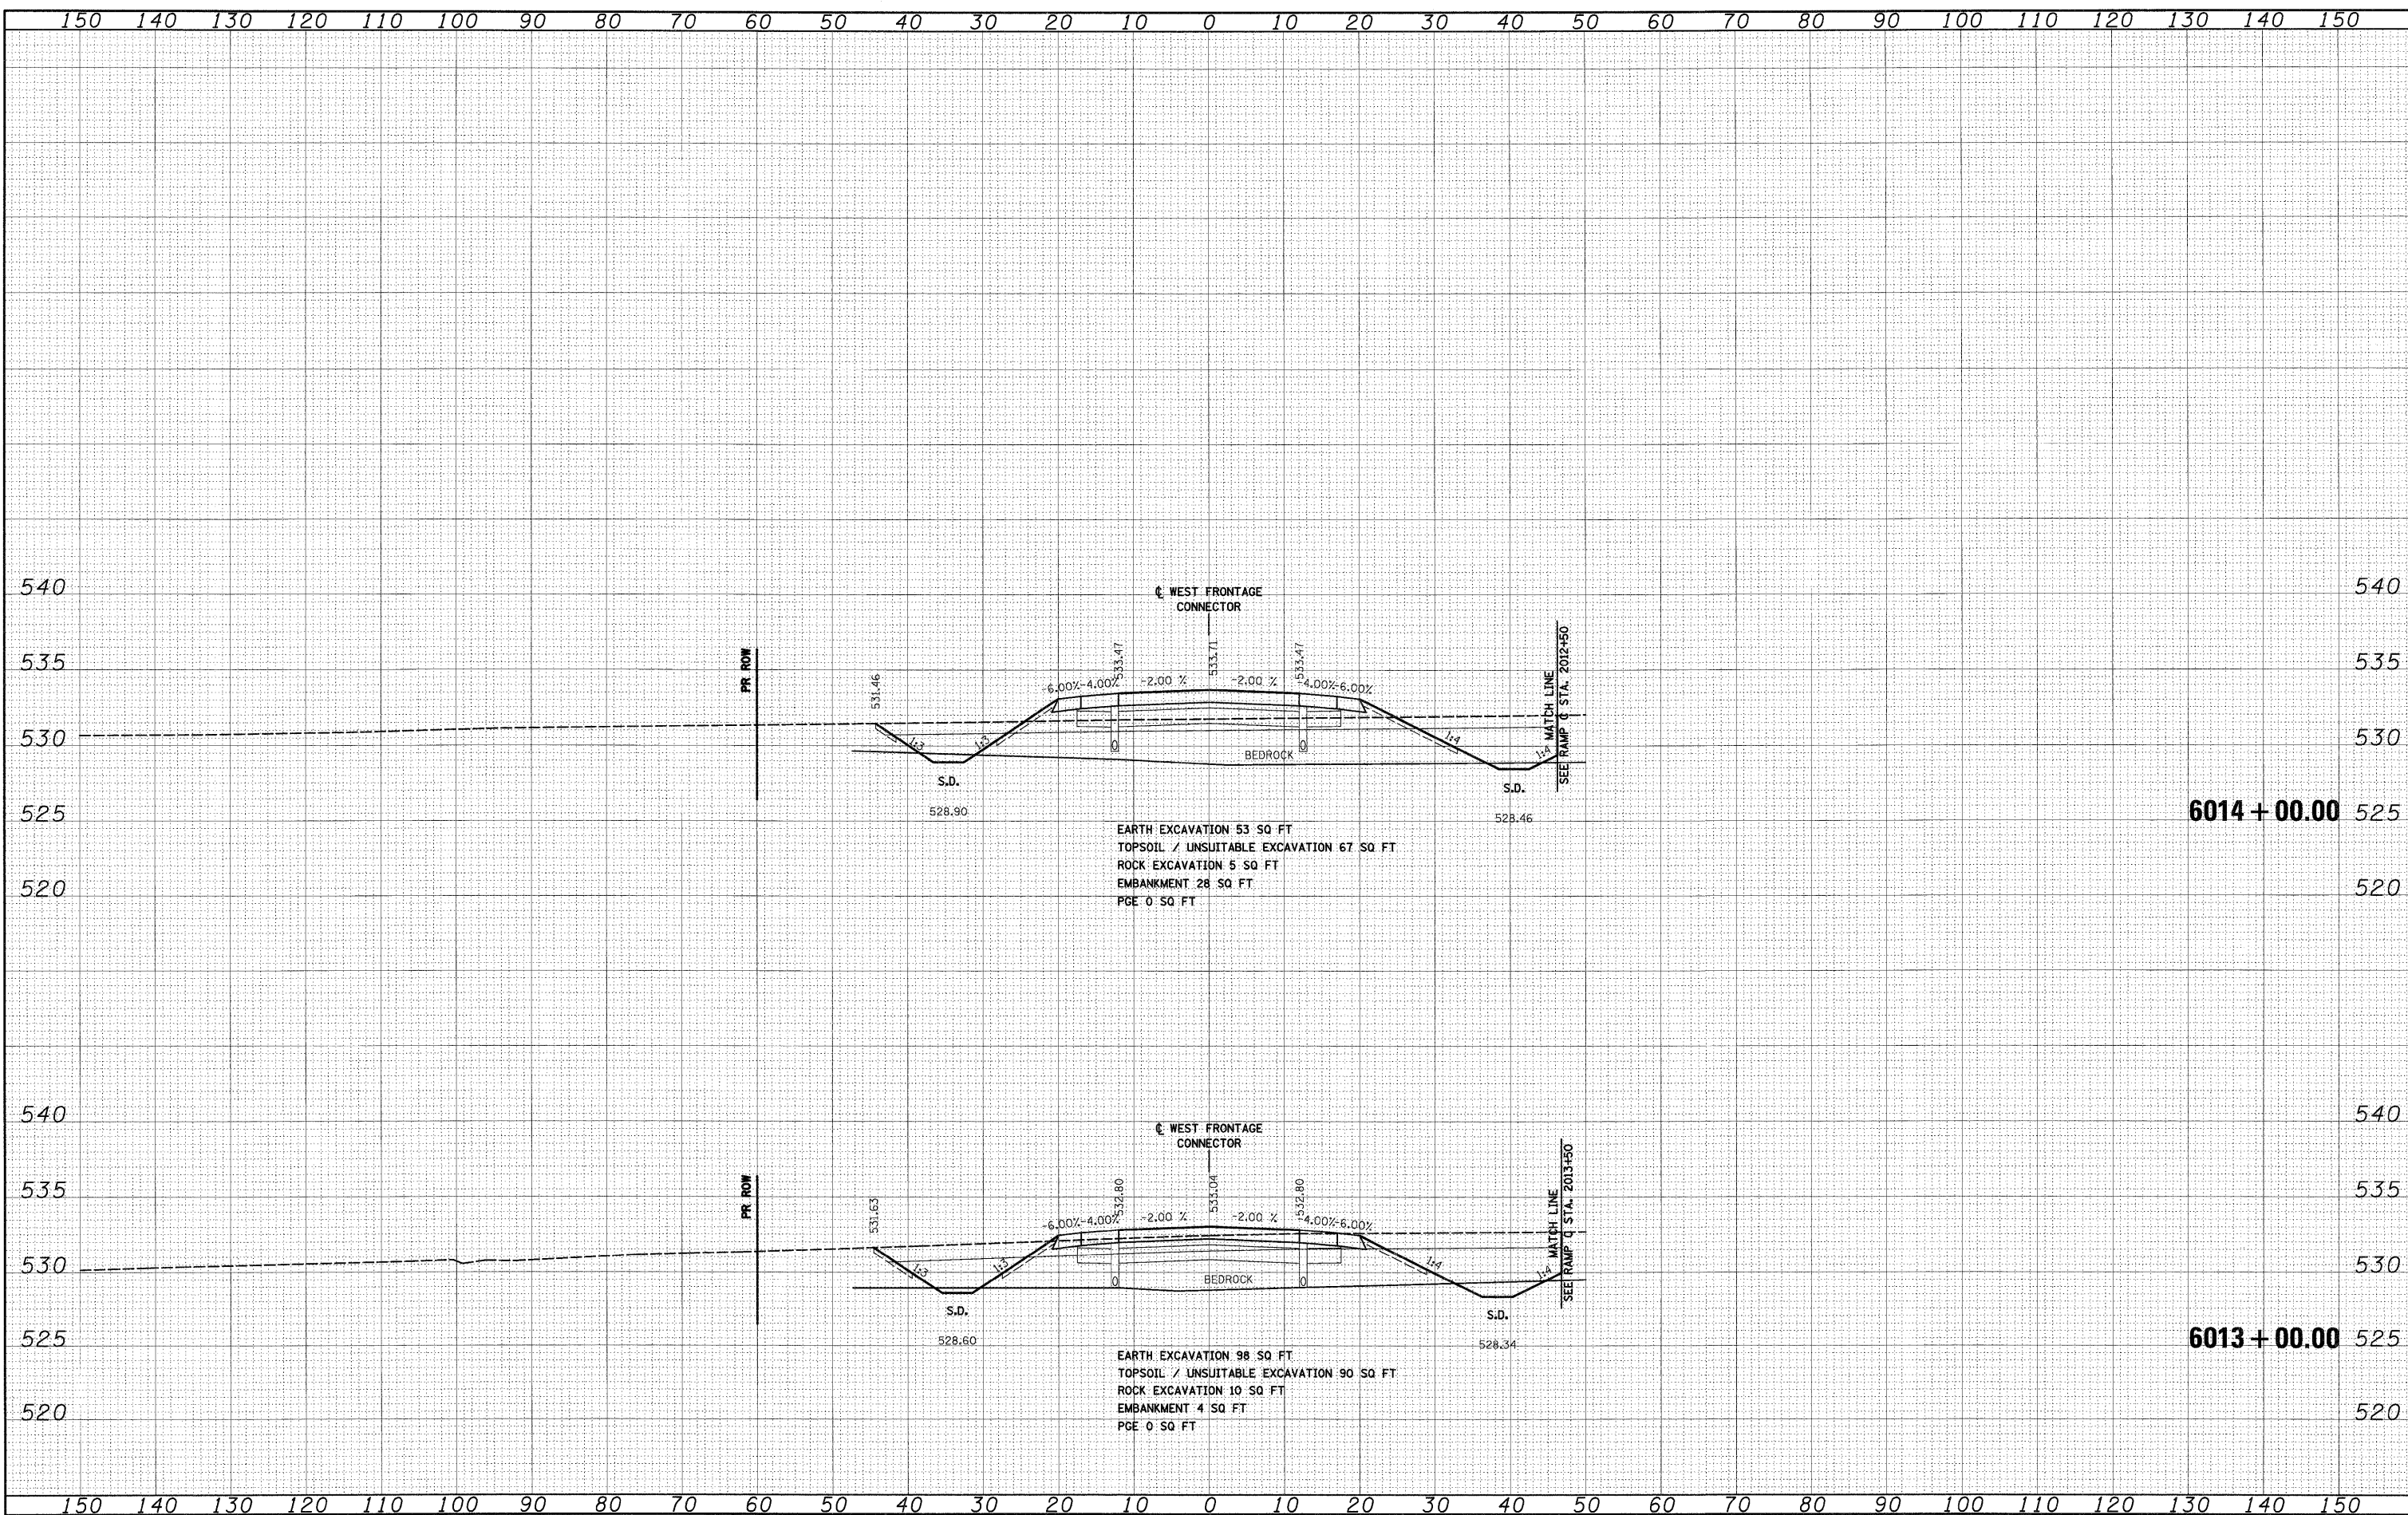 150 140 130 120 110 100 90 80 70 60 50 40 30 20 10 0 10 20 30 40 50 60 70 80 90 100 110 120 130 140 150
540 540
℄ WEST FRONTAGE
CONNECTOR
535 535
PR ROW
531.46
533.47
533.71
533.47
-6.00% -4.00% -2.00 % -2.00 % -4.00% -6.00%
MATCH LINE
SEE RAMP C STA. 2012+50
530 530
1:3 1:3 1:4 1:4
BEDROCK
S.D. S.D.
528.90 528.46
525 6014 + 00.00 525
EARTH EXCAVATION 53 SQ FT
TOPSOIL / UNSUITABLE EXCAVATION 67 SQ FT
ROCK EXCAVATION 5 SQ FT
EMBANKMENT 28 SQ FT
PGE 0 SQ FT
520 520
540 540
℄ WEST FRONTAGE
CONNECTOR
535 535
PR ROW
531.63
532.80
533.04
532.80
-6.00% -4.00% -2.00 % -2.00 % -4.00% -6.00%
MATCH LINE
SEE RAMP C STA. 2013+50
530 530
1:3 1:3 1:4 1:4
BEDROCK
S.D. S.D.
528.60 528.34
525 6013 + 00.00 525
EARTH EXCAVATION 98 SQ FT
TOPSOIL / UNSUITABLE EXCAVATION 90 SQ FT
ROCK EXCAVATION 10 SQ FT
EMBANKMENT 4 SQ FT
PGE 0 SQ FT
520 520
150 140 130 120 110 100 90 80 70 60 50 40 30 20 10 0 10 20 30 40 50 60 70 80 90 100 110 120 130 140 150